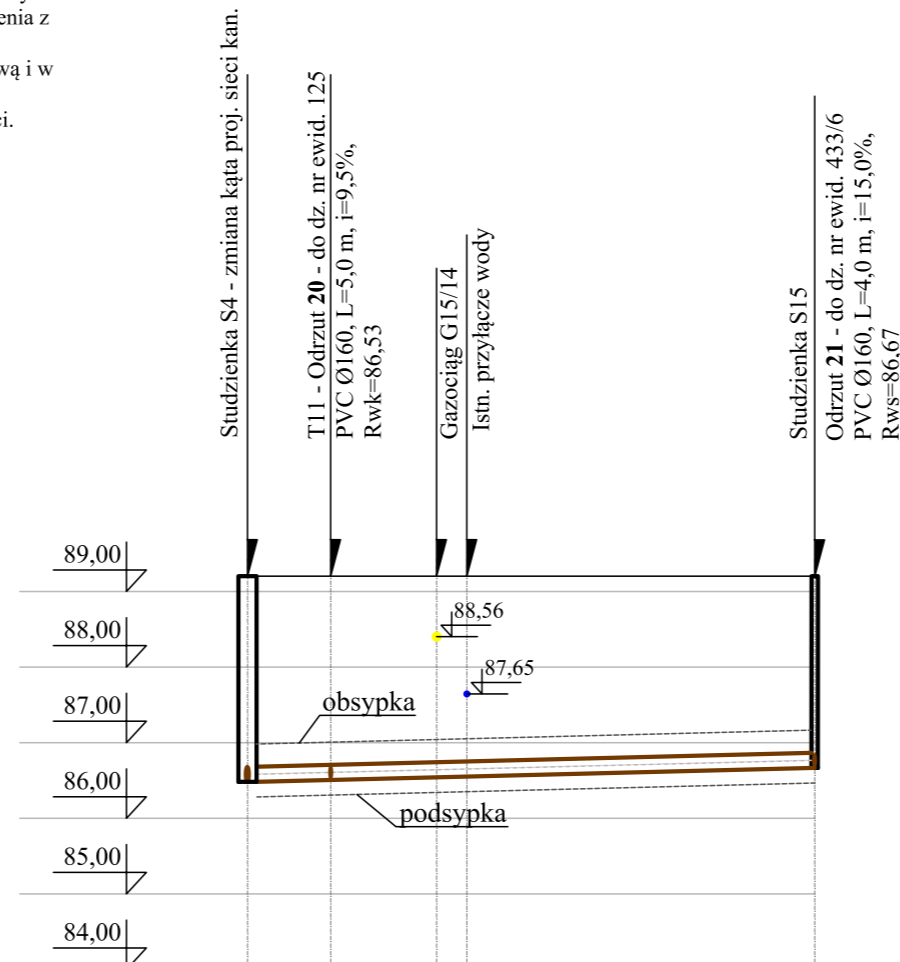 enia z
wą i w
ci.
Studzienka S4 - zmiana kąta proj. sieci kan.
T11 - Odrzut 20 - do dz. nr ewid. 125
PVC Ø160, L=5,0 m, i=9,5%,
Rwk=86,53
Gazociąg G15/14
Istn. przyłącze wody
Studzienka S15
Odrzut 21 - do dz. nr ewid. 433/6
PVC Ø160, L=4,0 m, i=15,0%,
Rws=86,67
89,00
88,00
87,00
86,00
85,00
84,00
88,56
87,65
obsypka
podsypka